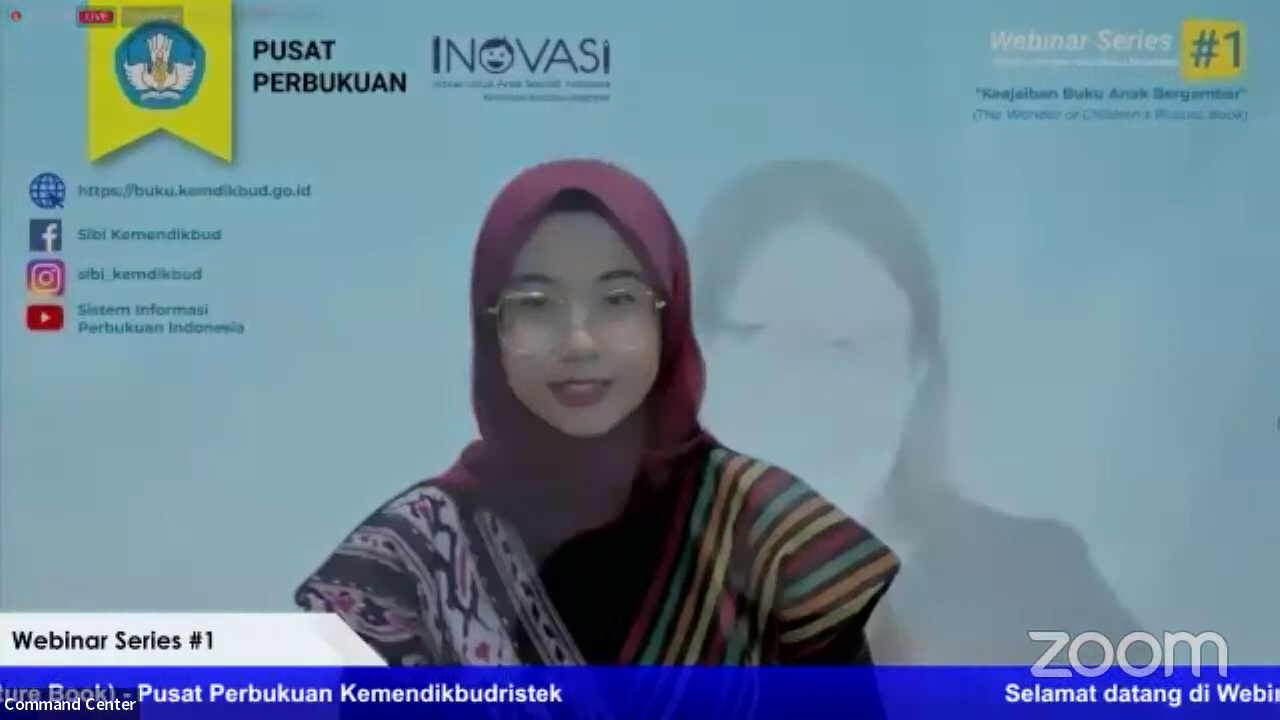 LIVE
PUSAT
PERBUKUAN
INOVASI
Webinar Series
#1
"Keajaiban Buku Anak Bergambar"
(The Wonder of Children's Picture Book)
https://buku.kemdikbud.go.id
Sibi Kemendikbud
sibi_kemdikbud
Sistem Informasi
Perbukuan Indonesia
Webinar Series #1
zoom
ture Book) - Pusat Perbukuan Kemendikbudristek
Selamat datang di Webin
Command Center